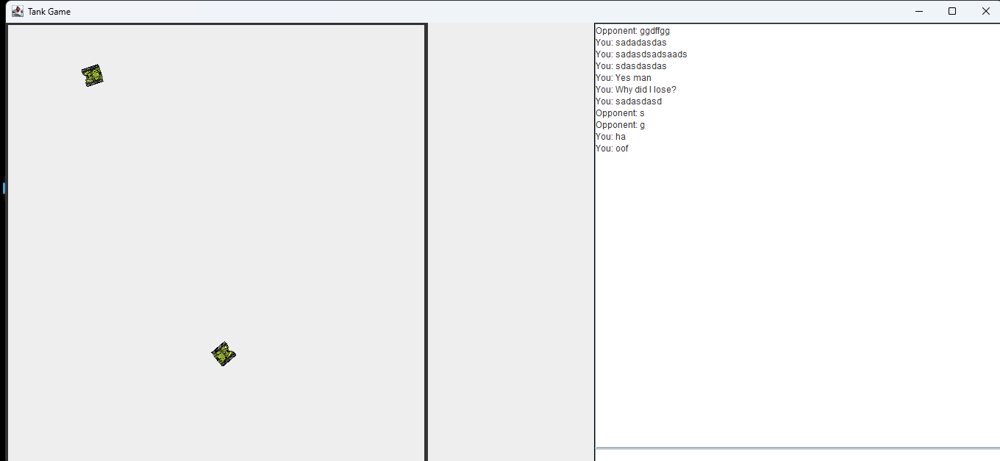 Tank Game
Opponent: ggdffgg
You: sadadasdas
You: sadasdsadsaads
You: sdasdasdas
You: Yes man
You: Why did I lose?
You: sadasdasd
Opponent: s
Opponent: g
You: ha
You: oof